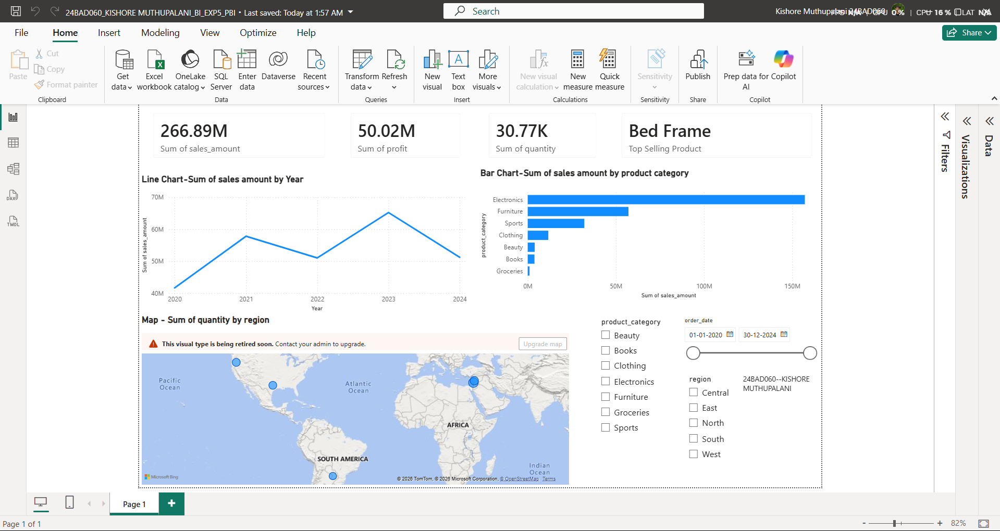 24BAD060_KISHORE MUTHUPALANI_BI_EXP5_PBI • Last saved: Today at 1:57 AM
Search
Kishore Muthupalani 24BAD060
N/A | GPU 0% | CPU 16% LAT N/A
File Home Insert Modeling View Optimize Help
Share
Paste
Cut
Copy
Format painter
Clipboard
Get data
Excel workbook
OneLake catalog
SQL Server
Enter data
Dataverse
Recent sources
Data
Transform data
Refresh
Queries
New visual
Text box
More visuals
Insert
New visual calculation
New measure
Quick measure
Calculations
Sensitivity
Sensitivity
Publish
Share
Prep data for AI
Copilot
Copilot
DAX
TMDL
266.89M
Sum of sales_amount
50.02M
Sum of profit
30.77K
Sum of quantity
Bed Frame
Top Selling Product
Line Chart-Sum of sales amount by Year
70M
60M
50M
40M
Sum of sales_amount
2020 2021 2022 2023 2024
Year
Bar Chart-Sum of sales amount by product category
product_category
Electronics
Furniture
Sports
Clothing
Beauty
Books
Groceries
0M 50M 100M 150M
Sum of sales_amount
Map - Sum of quantity by region
This visual type is being retired soon. Contact your admin to upgrade.
Upgrade map
Pacific
Ocean
Atlantic
Ocean
AFRICA
SOUTH AMERICA
Indian
Ocean
Microsoft Bing
© 2026 TomTom, © 2026 Microsoft Corporation, © OpenStreetMap Terms
product_category
Beauty
Books
Clothing
Electronics
Furniture
Groceries
Sports
order_date
01-01-2020
30-12-2024
region
Central
East
North
South
West
24BAD060--KISHORE
MUTHUPALANI
Filters
Visualizations
Data
Page 1
Page 1 of 1
- + 82%